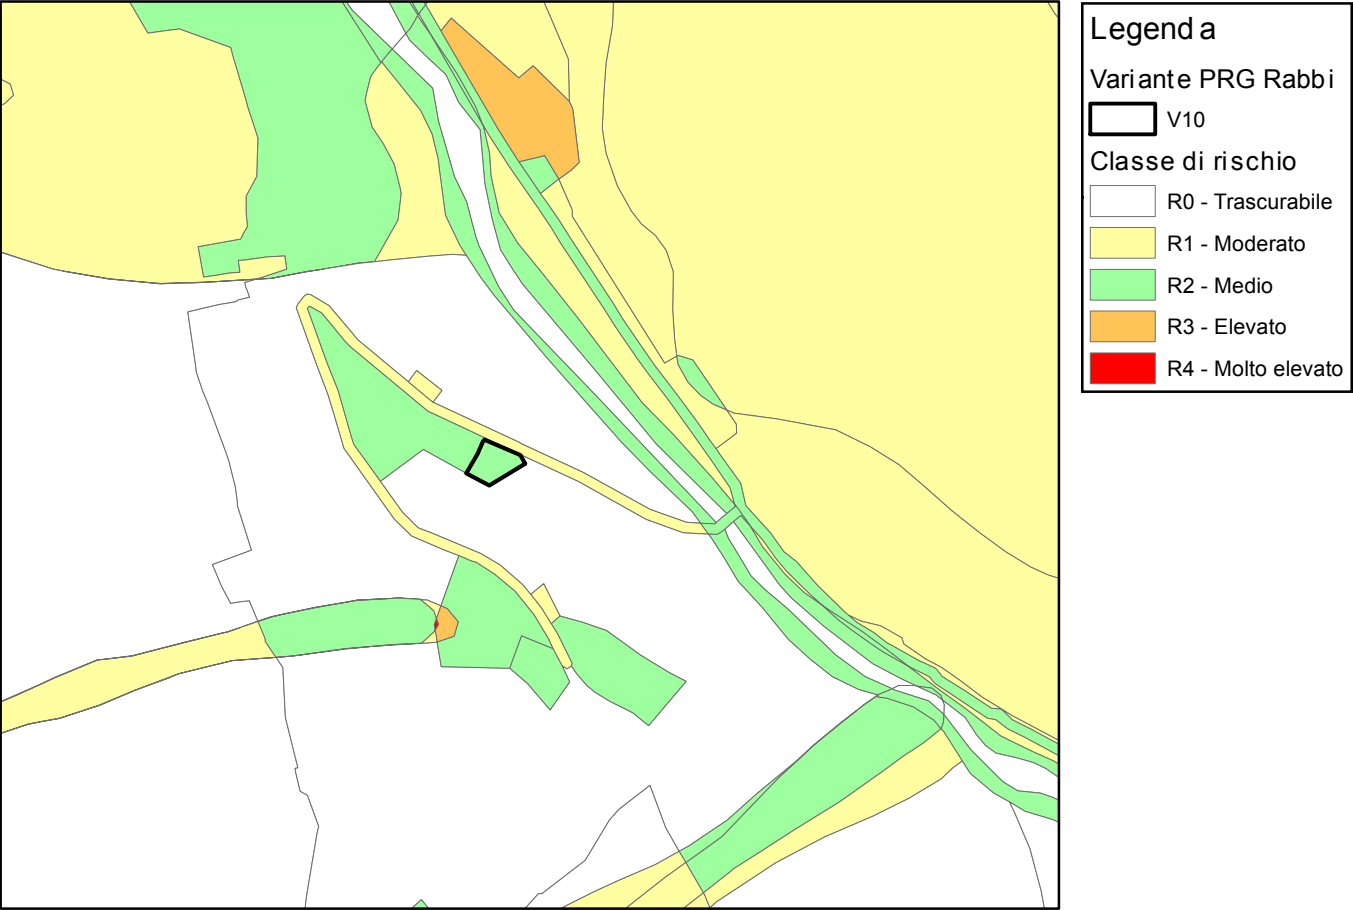 Legenda
Variante PRG Rabbi
V10
Classe di rischio
R0 - Trascurabile
R1 - Moderato
R2 - Medio
R3 - Elevato
R4 - Molto elevato